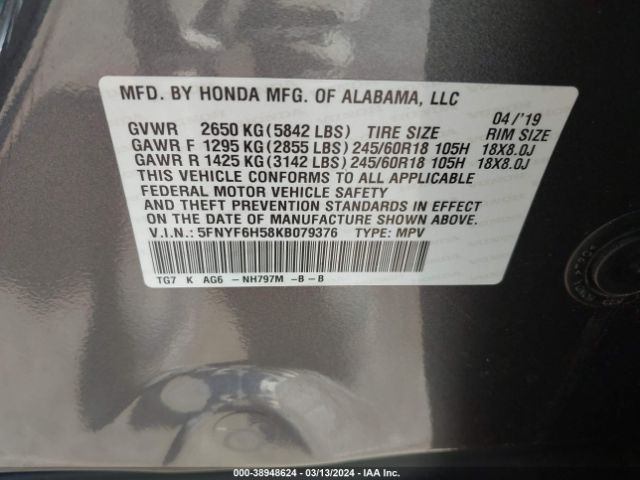 MFD. BY HONDA MFG. OF ALABAMA, LLC
04/'19
GVWR 2650 KG(5842 LBS) TIRE SIZE RIM SIZE
GAWR F 1295 KG(2855 LBS) 245/60R18 105H 18X8.0J
GAWR R 1425 KG(3142 LBS) 245/60R18 105H 18X8.0J
THIS VEHICLE CONFORMS TO ALL APPLICABLE
FEDERAL MOTOR VEHICLE SAFETY
AND THEFT PREVENTION STANDARDS IN EFFECT
ON THE DATE OF MANUFACTURE SHOWN ABOVE.
V.I.N.: 5FNYF6H58KB079376 TYPE: MPV
TG7 K AG6 -NH797M -B -B
000-38948624 - 03/13/2024 - IAA Inc.